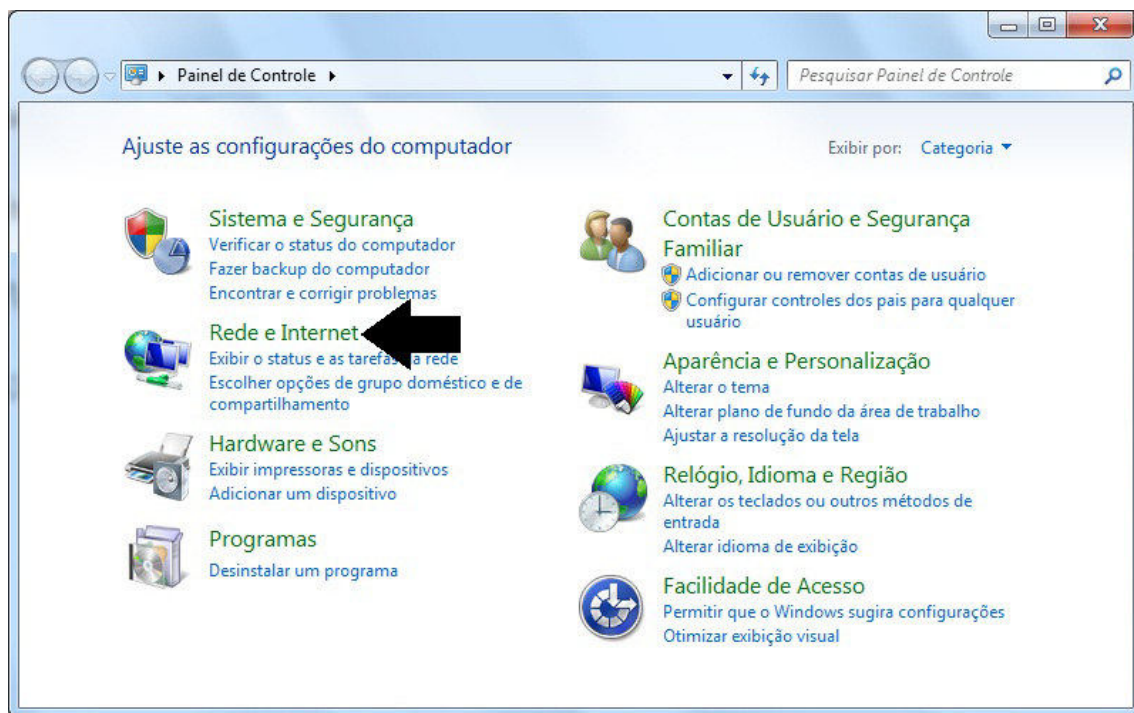 Painel de Controle
Pesquisar Painel de Controle
Ajuste as configurações do computador
Exibir por: Categoria
Sistema e Segurança
Verificar o status do computador
Fazer backup do computador
Encontrar e corrigir problemas
Rede e Internet
Exibir o status e as tarefas a rede
Escolher opções de grupo doméstico e de
compartilhamento
Hardware e Sons
Exibir impressoras e dispositivos
Adicionar um dispositivo
Programas
Desinstalar um programa
Contas de Usuário e Segurança
Familiar
Adicionar ou remover contas de usuário
Configurar controles dos pais para qualquer
usuário
Aparência e Personalização
Alterar o tema
Alterar plano de fundo da área de trabalho
Ajustar a resolução da tela
Relógio, Idioma e Região
Alterar os teclados ou outros métodos de
entrada
Alterar idioma de exibição
Facilidade de Acesso
Permitir que o Windows sugira configurações
Otimizar exibição visual